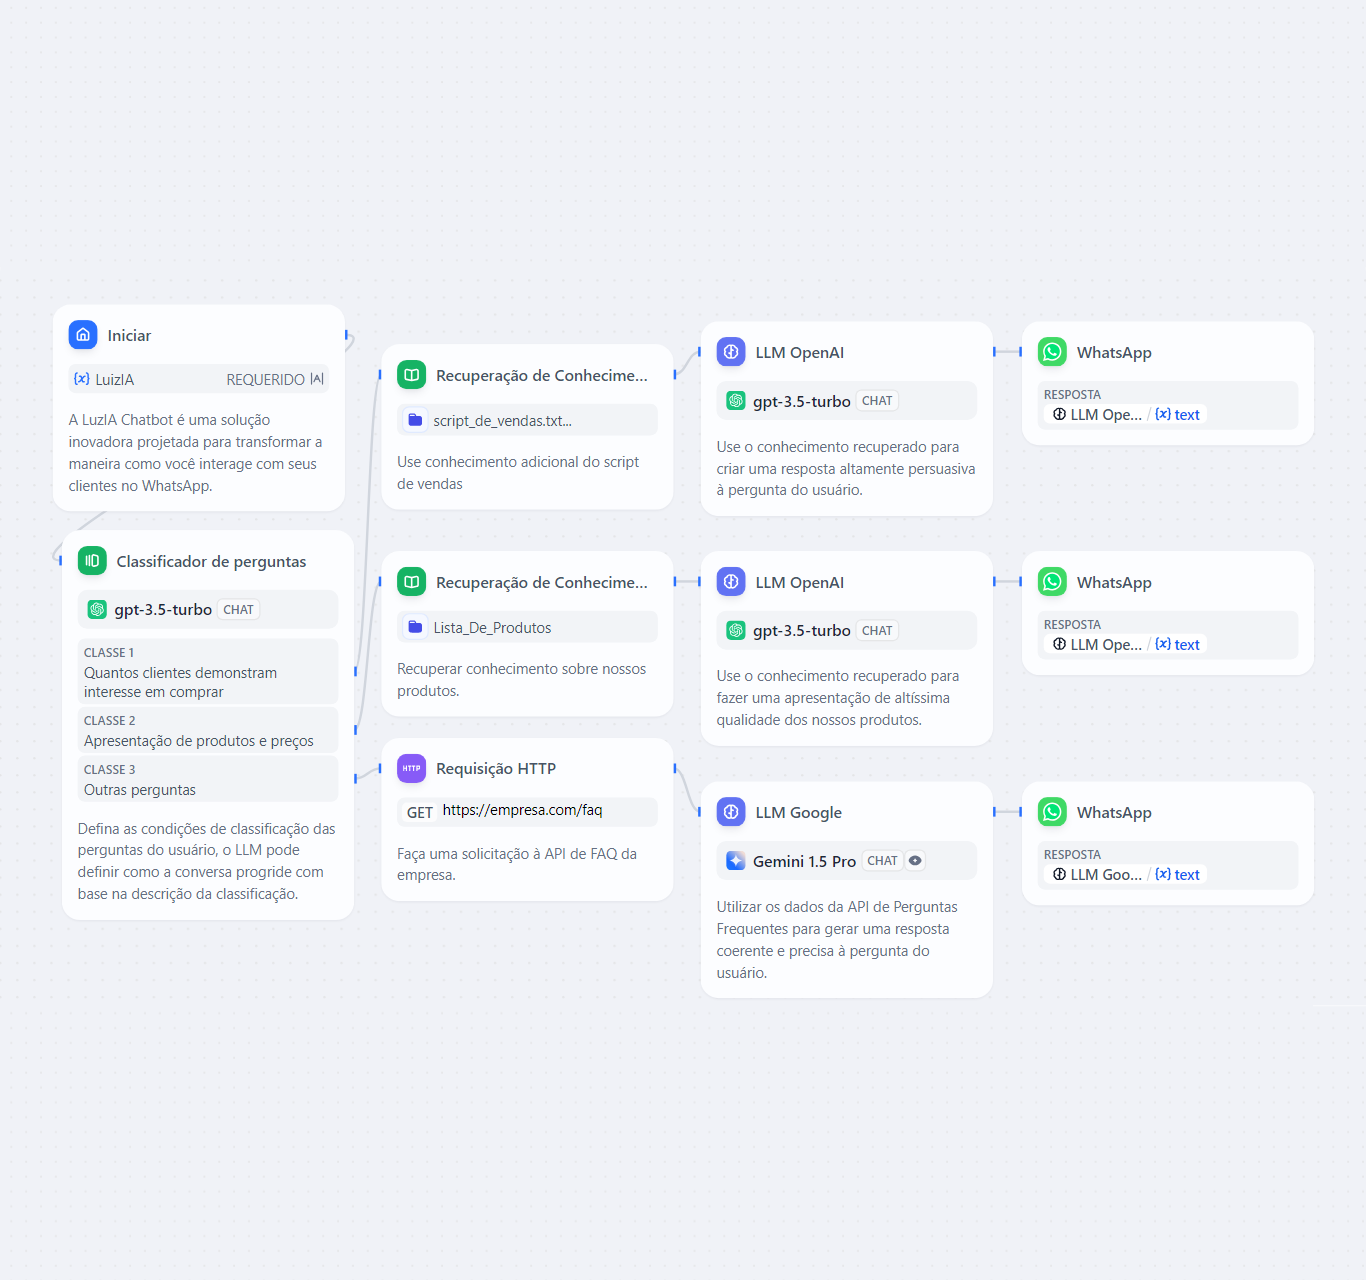 Iniciar
{x} LuizIA REQUERIDO
A LuzIA Chatbot é uma solução
inovadora projetada para transformar a
maneira como você interage com seus
clientes no WhatsApp.
Classificador de perguntas
gpt-3.5-turbo CHAT
CLASSE 1
Quantos clientes demonstram
interesse em comprar
CLASSE 2
Apresentação de produtos e preços
CLASSE 3
Outras perguntas
Defina as condições de classificação das
perguntas do usuário, o LLM pode
definir como a conversa progride com
base na descrição da classificação.
Recuperação de Conhecime...
script_de_vendas.txt...
Use conhecimento adicional do script
de vendas
Recuperação de Conhecime...
Lista_De_Produtos
Recuperar conhecimento sobre nossos
produtos.
HTTP Requisição HTTP
GET https://empresa.com/faq
Faça uma solicitação à API de FAQ da
empresa.
LLM OpenAI
gpt-3.5-turbo CHAT
Use o conhecimento recuperado para
criar uma resposta altamente persuasiva
à pergunta do usuário.
LLM OpenAI
gpt-3.5-turbo CHAT
Use o conhecimento recuperado para
fazer uma apresentação de altíssima
qualidade dos nossos produtos.
LLM Google
Gemini 1.5 Pro CHAT
Utilizar os dados da API de Perguntas
Frequentes para gerar uma resposta
coerente e precisa à pergunta do
usuário.
WhatsApp
RESPOSTA
LLM Ope... / {x} text
WhatsApp
RESPOSTA
LLM Ope... / {x} text
WhatsApp
RESPOSTA
LLM Goo... / {x} text